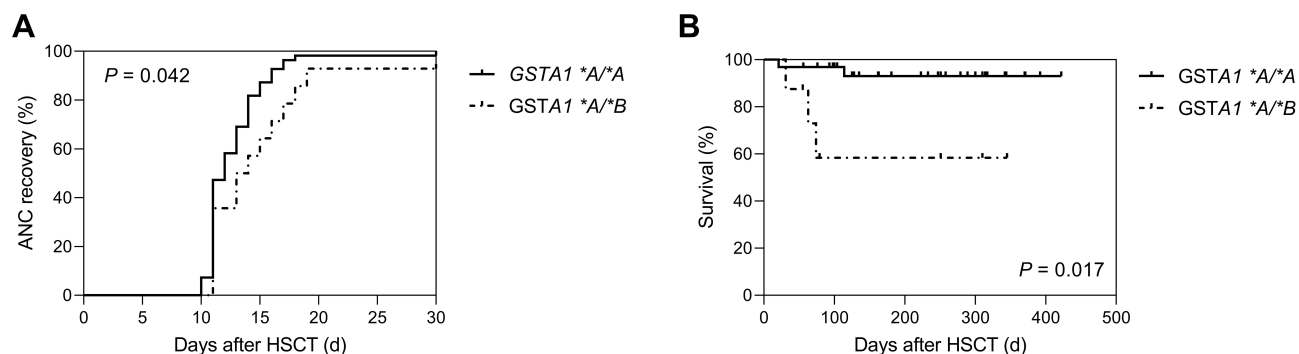 A
ANC recovery (%)
100
80
60
40
20
0
P = 0.042
0 5 10 15 20 25 30
Days after HSCT (d)
GSTA1 *A/*A
GSTA1 *A/*B
B
Survival (%)
100
80
60
40
20
0
P = 0.017
0 100 200 300 400 500
Days after HSCT (d)
GSTA1 *A/*A
GSTA1 *A/*B